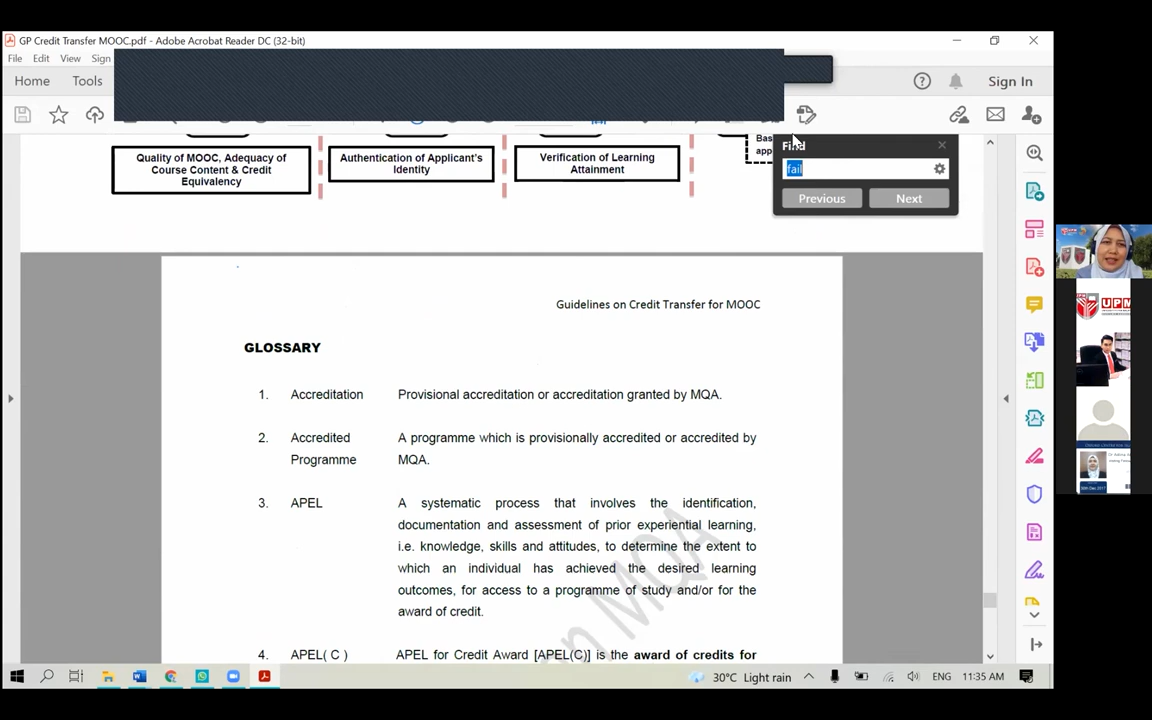 GP Credit Transfer MOOC.pdf - Adobe Acrobat Reader DC (32-bit)
File Edit View Sign
Home Tools
Sign In
Quality of MOOC, Adequacy of
Course Content & Credit
Equivalency
Authentication of Applicant's
Identity
Verification of Learning
Attainment
Find
fail
Previous Next
Guidelines on Credit Transfer for MOOC
GLOSSARY
1. Accreditation Provisional accreditation or accreditation granted by MQA.
2. Accredited A programme which is provisionally accredited or accredited by
Programme MQA.
3. APEL A systematic process that involves the identification,
documentation and assessment of prior experiential learning,
i.e. knowledge, skills and attitudes, to determine the extent to
which an individual has achieved the desired learning
outcomes, for access to a programme of study and/or for the
award of credit.
4. APEL( C ) APEL for Credit Award [APEL(C)] is the award of credits for
MQA
UPM
30°C Light rain ENG 11:35 AM